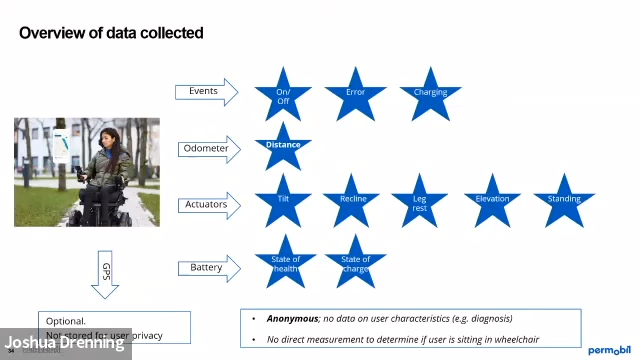 Overview of data collected
Events
On/
Off
Error
Charging
Odometer
Distance
Actuators
Tilt
Recline
Leg
rest
Elevation
Standing
Battery
State of
health
State of
charge
GPS
Optional.
Not stored for user privacy
• Anonymous; no data on user characteristics (e.g. diagnosis)
• No direct measurement to determine if user is sitting in wheelchair
Joshua Drenning
34
permobil